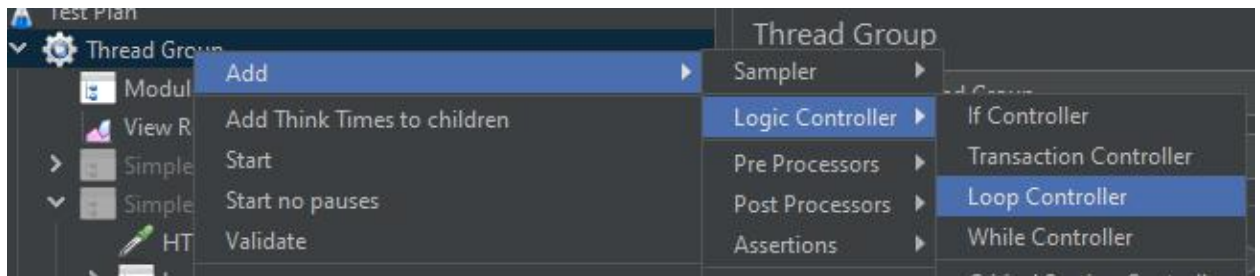 Test Plan
Thread Group
Thread Group
Add
Sampler
Modul
Add Think Times to children
Logic Controller
If Controller
View R
Start
Pre Processors
Transaction Controller
Simple
Start no pauses
Post Processors
Loop Controller
Simple
Validate
Assertions
While Controller
HT